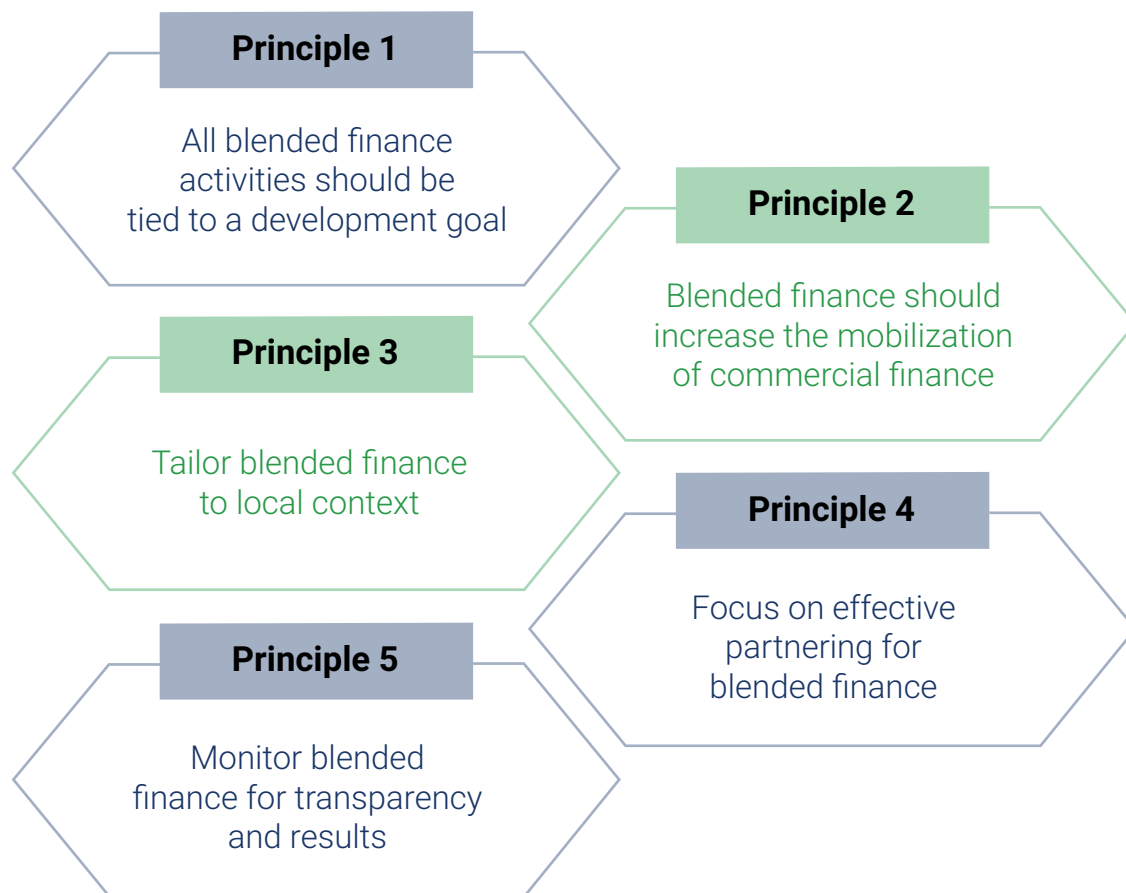 Principle 1
All blended finance
activities should be
tied to a development goal
Principle 2
Blended finance should
increase the mobilization
of commercial finance
Principle 3
Tailor blended finance
to local context
Principle 4
Focus on effective
partnering for
blended finance
Principle 5
Monitor blended
finance for transparency
and results